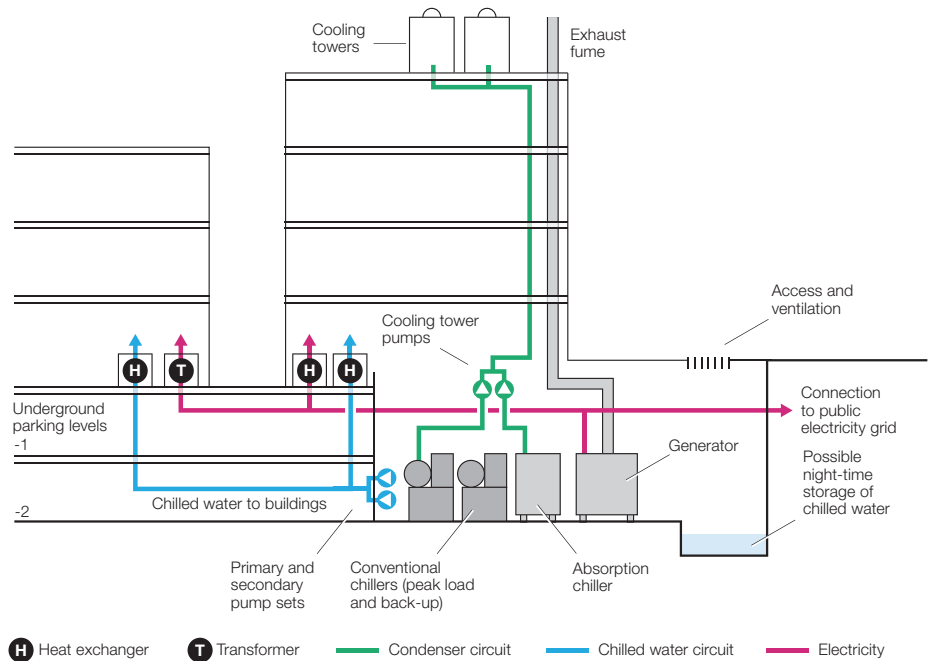 Cooling
towers
Exhaust
fume
Access and
ventilation
Cooling tower
pumps
H
T
H
H
Underground
parking levels
-1
Connection
to public
electricity grid
Generator
Possible
night-time
storage of
chilled water
Chilled water to buildings
-2
Primary and
secondary
pump sets
Conventional
chillers (peak load
and back-up)
Absorption
chiller
H Heat exchanger
T Transformer
Condenser circuit
Chilled water circuit
Electricity